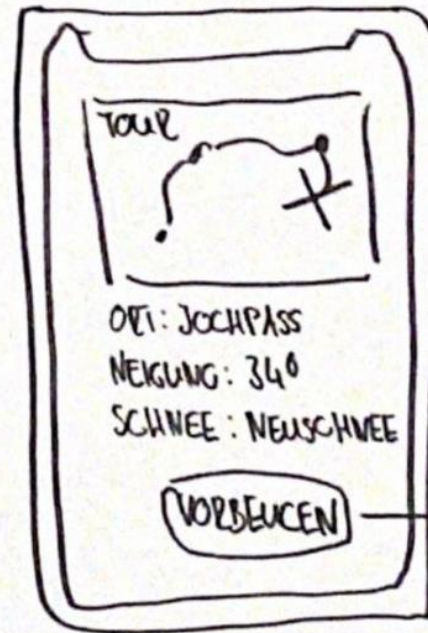 TOUR
ORT: JOCHPASS
NEIGUNG: 34°
SCHNEE: NEUSCHNEE
VORBEUGEN